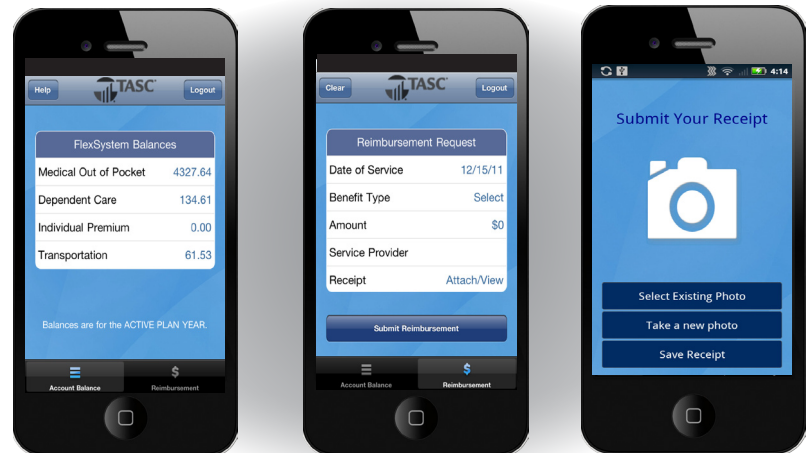 Help
TASC
Logout
FlexSystem Balances
Medical Out of Pocket 4327.64
Dependent Care 134.61
Individual Premium 0.00
Transportation 61.53
Balances are for the ACTIVE PLAN YEAR.
Account Balance
Reimbursement
Clear
TASC
Logout
Reimbursement Request
Date of Service 12/15/11
Benefit Type Select
Amount $0
Service Provider
Receipt Attach/View
Submit Reimbursement
Account Balance
Reimbursement
4:14
Submit Your Receipt
Select Existing Photo
Take a new photo
Save Receipt